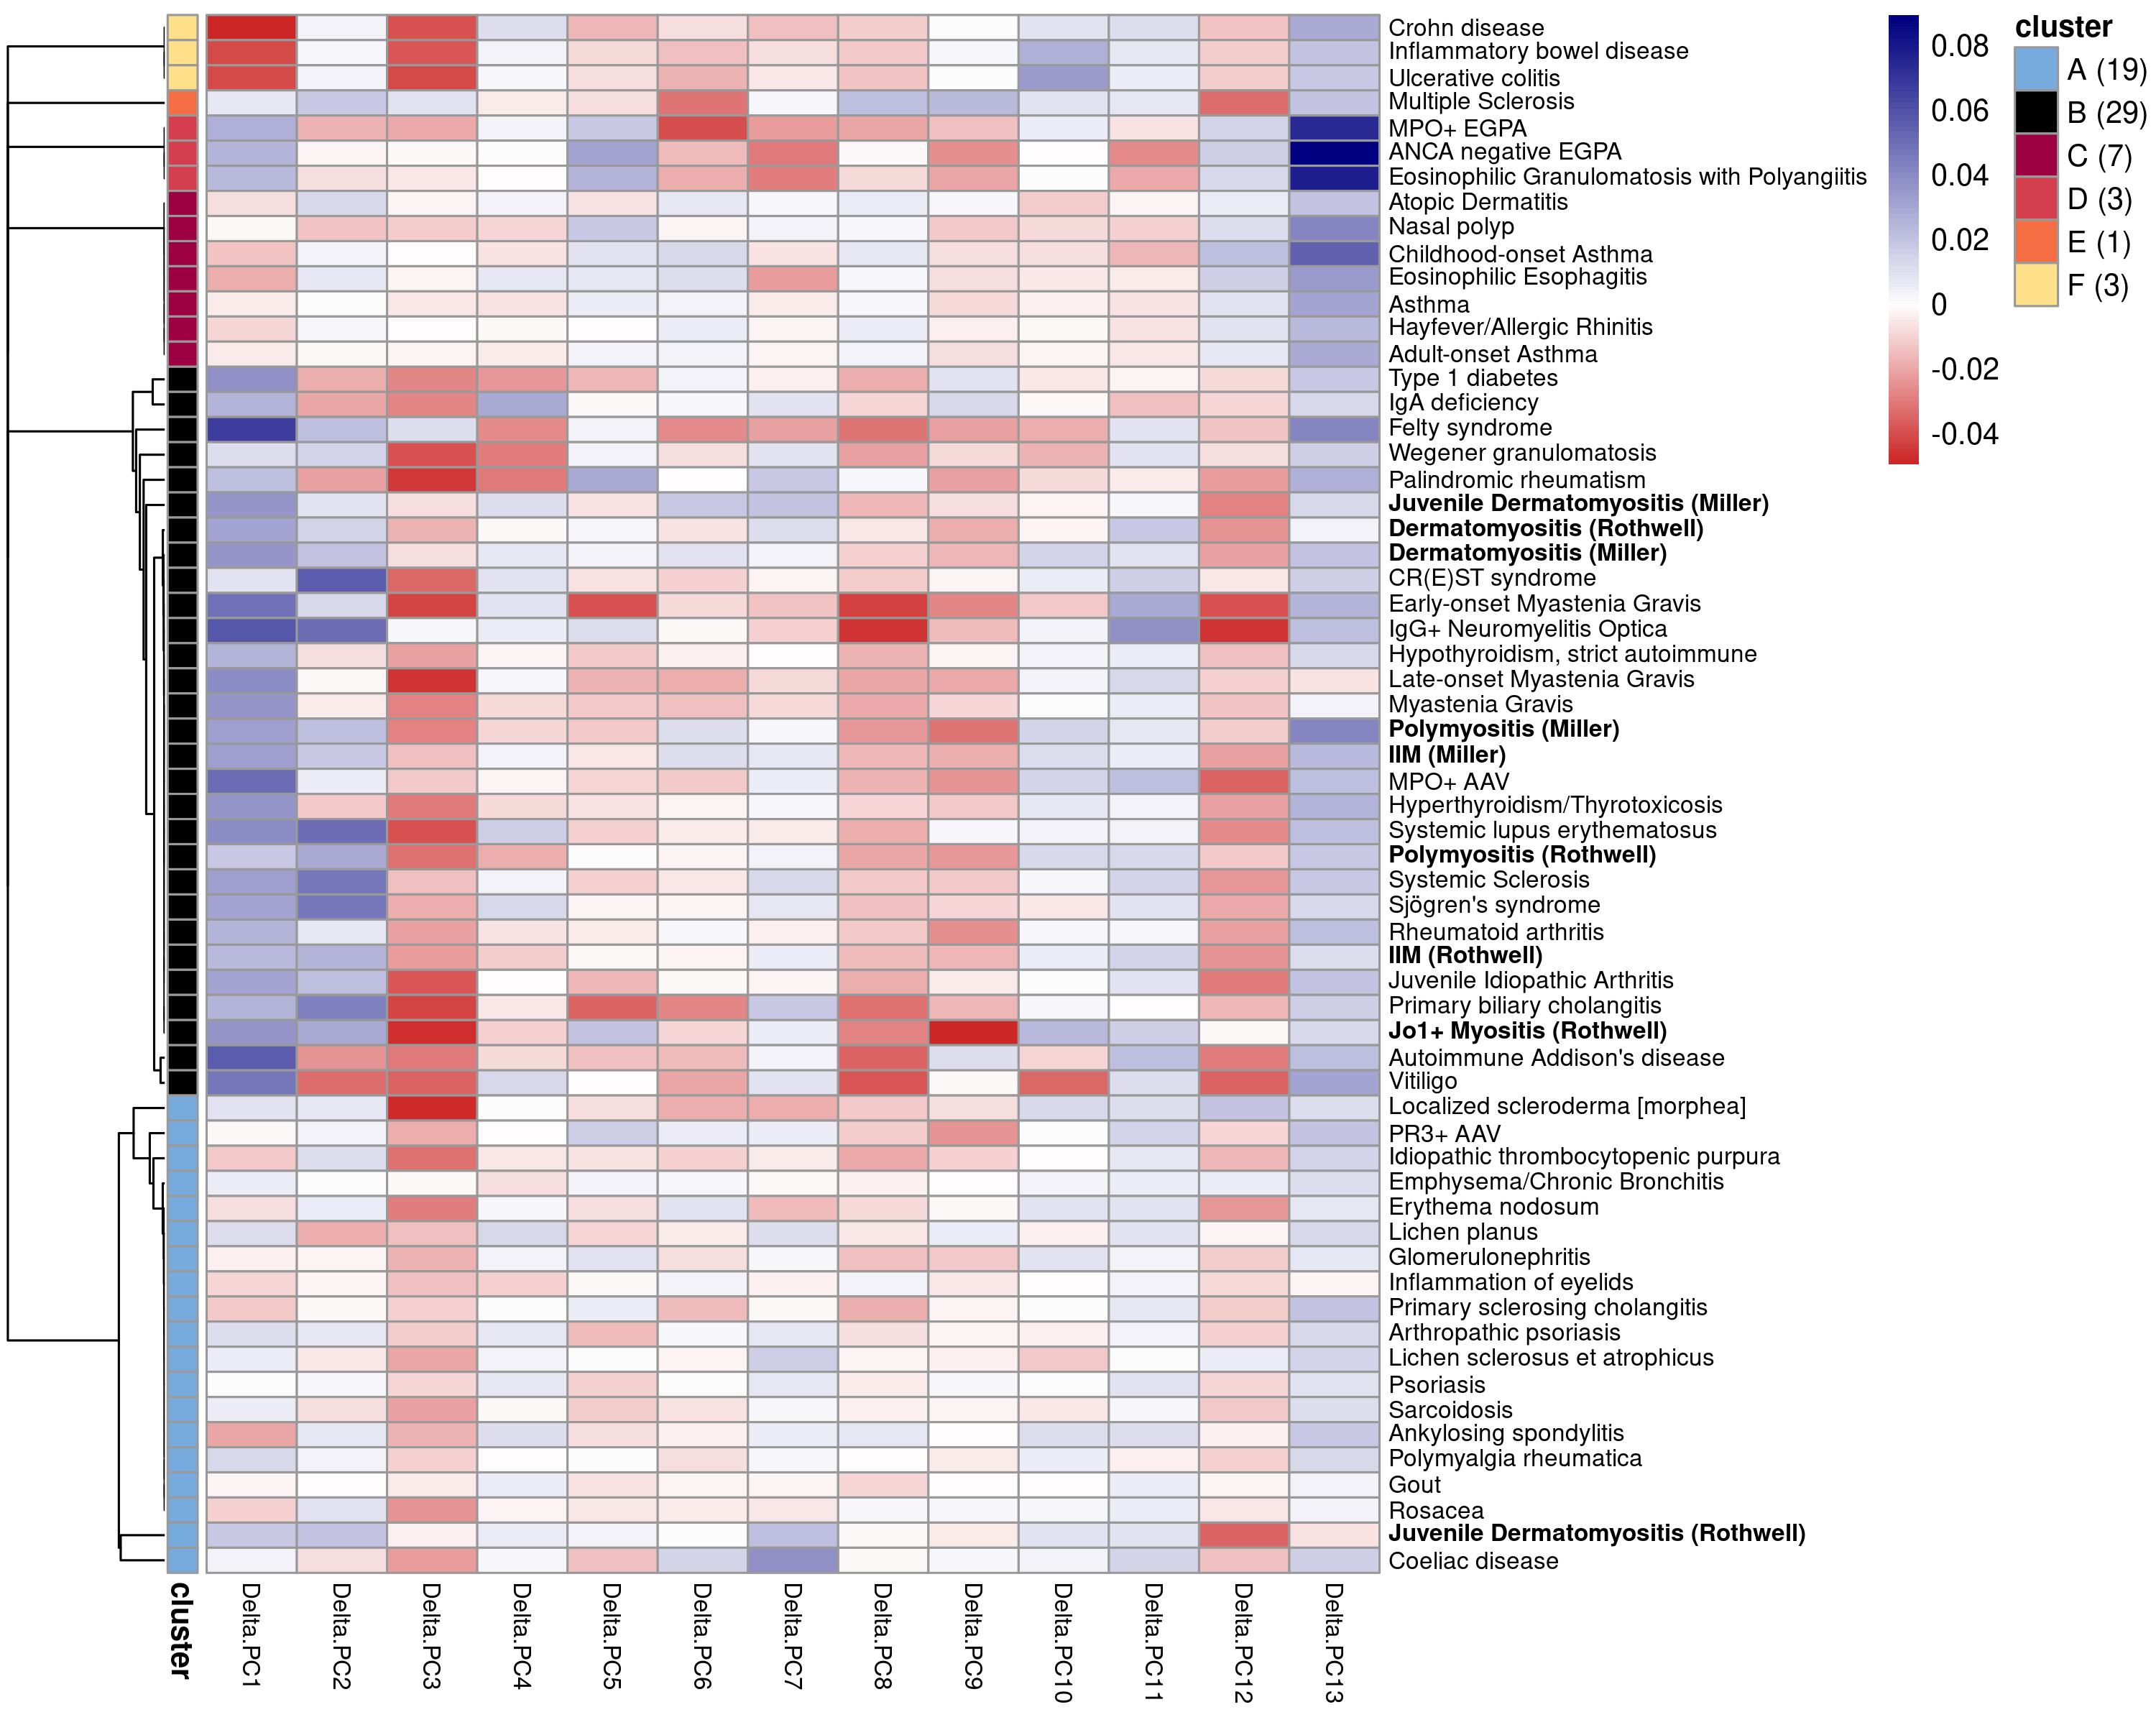 Crohn disease
Inflammatory bowel disease
Ulcerative colitis
Multiple Sclerosis
MPO+ EGPA
ANCA negative EGPA
Eosinophilic Granulomatosis with Polyangiitis
Atopic Dermatitis
Nasal polyp
Childhood-onset Asthma
Eosinophilic Esophagitis
Asthma
Hayfever/Allergic Rhinitis
Adult-onset Asthma
Type 1 diabetes
IgA deficiency
Felty syndrome
Wegener granulomatosis
Palindromic rheumatism
Juvenile Dermatomyositis (Miller)
Dermatomyositis (Rothwell)
Dermatomyositis (Miller)
CR(E)ST syndrome
Early-onset Myastenia Gravis
IgG+ Neuromyelitis Optica
Hypothyroidism, strict autoimmune
Late-onset Myastenia Gravis
Myastenia Gravis
Polymyositis (Miller)
IIM (Miller)
MPO+ AAV
Hyperthyroidism/Thyrotoxicosis
Systemic lupus erythematosus
Polymyositis (Rothwell)
Systemic Sclerosis
Sjögren's syndrome
Rheumatoid arthritis
IIM (Rothwell)
Juvenile Idiopathic Arthritis
Primary biliary cholangitis
Jo1+ Myositis (Rothwell)
Autoimmune Addison's disease
Vitiligo
Localized scleroderma [morphea]
PR3+ AAV
Idiopathic thrombocytopenic purpura
Emphysema/Chronic Bronchitis
Erythema nodosum
Lichen planus
Glomerulonephritis
Inflammation of eyelids
Primary sclerosing cholangitis
Arthropathic psoriasis
Lichen sclerosus et atrophicus
Psoriasis
Sarcoidosis
Ankylosing spondylitis
Polymyalgia rheumatica
Gout
Rosacea
Juvenile Dermatomyositis (Rothwell)
Coeliac disease
cluster
Delta.PC1
Delta.PC2
Delta.PC3
Delta.PC4
Delta.PC5
Delta.PC6
Delta.PC7
Delta.PC8
Delta.PC9
Delta.PC10
Delta.PC11
Delta.PC12
Delta.PC13
0.08
0.06
0.04
0.02
0
-0.02
-0.04
cluster
A (19)
B (29)
C (7)
D (3)
E (1)
F (3)